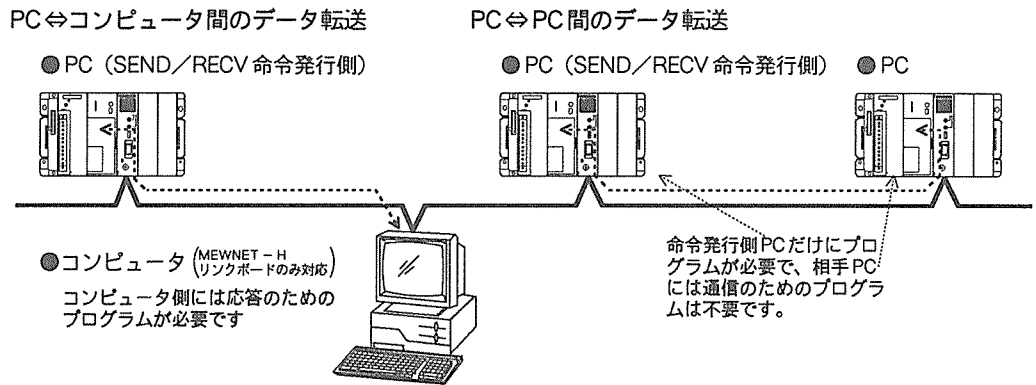 PC⇔コンピュータ間のデータ転送
●PC（SEND／RECV命令発行側）
PC⇔PC間のデータ転送
●PC（SEND／RECV命令発行側）
●PC
●コンピュータ（MEWNET－H
リンクボードのみ対応）
コンピュータ側には応答のための
プログラムが必要です
命令発行側PCだけにプロ
グラムが必要で、相手PC
には通信のためのプログラ
ムは不要です。